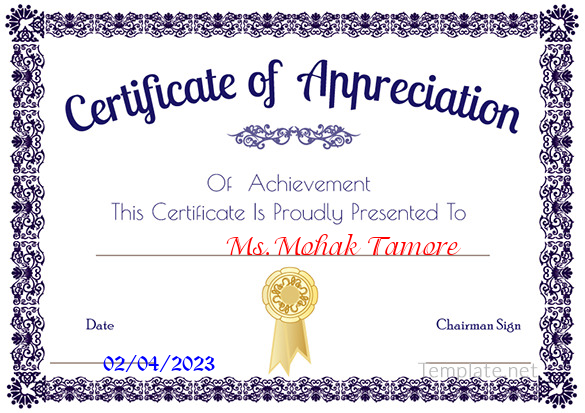 Certificate of Appreciation
Of Achievement
This Certificate Is Proudly Presented To
Ms.Mohak Tamore
Date
Chairman Sign
02/04/2023
Template.net